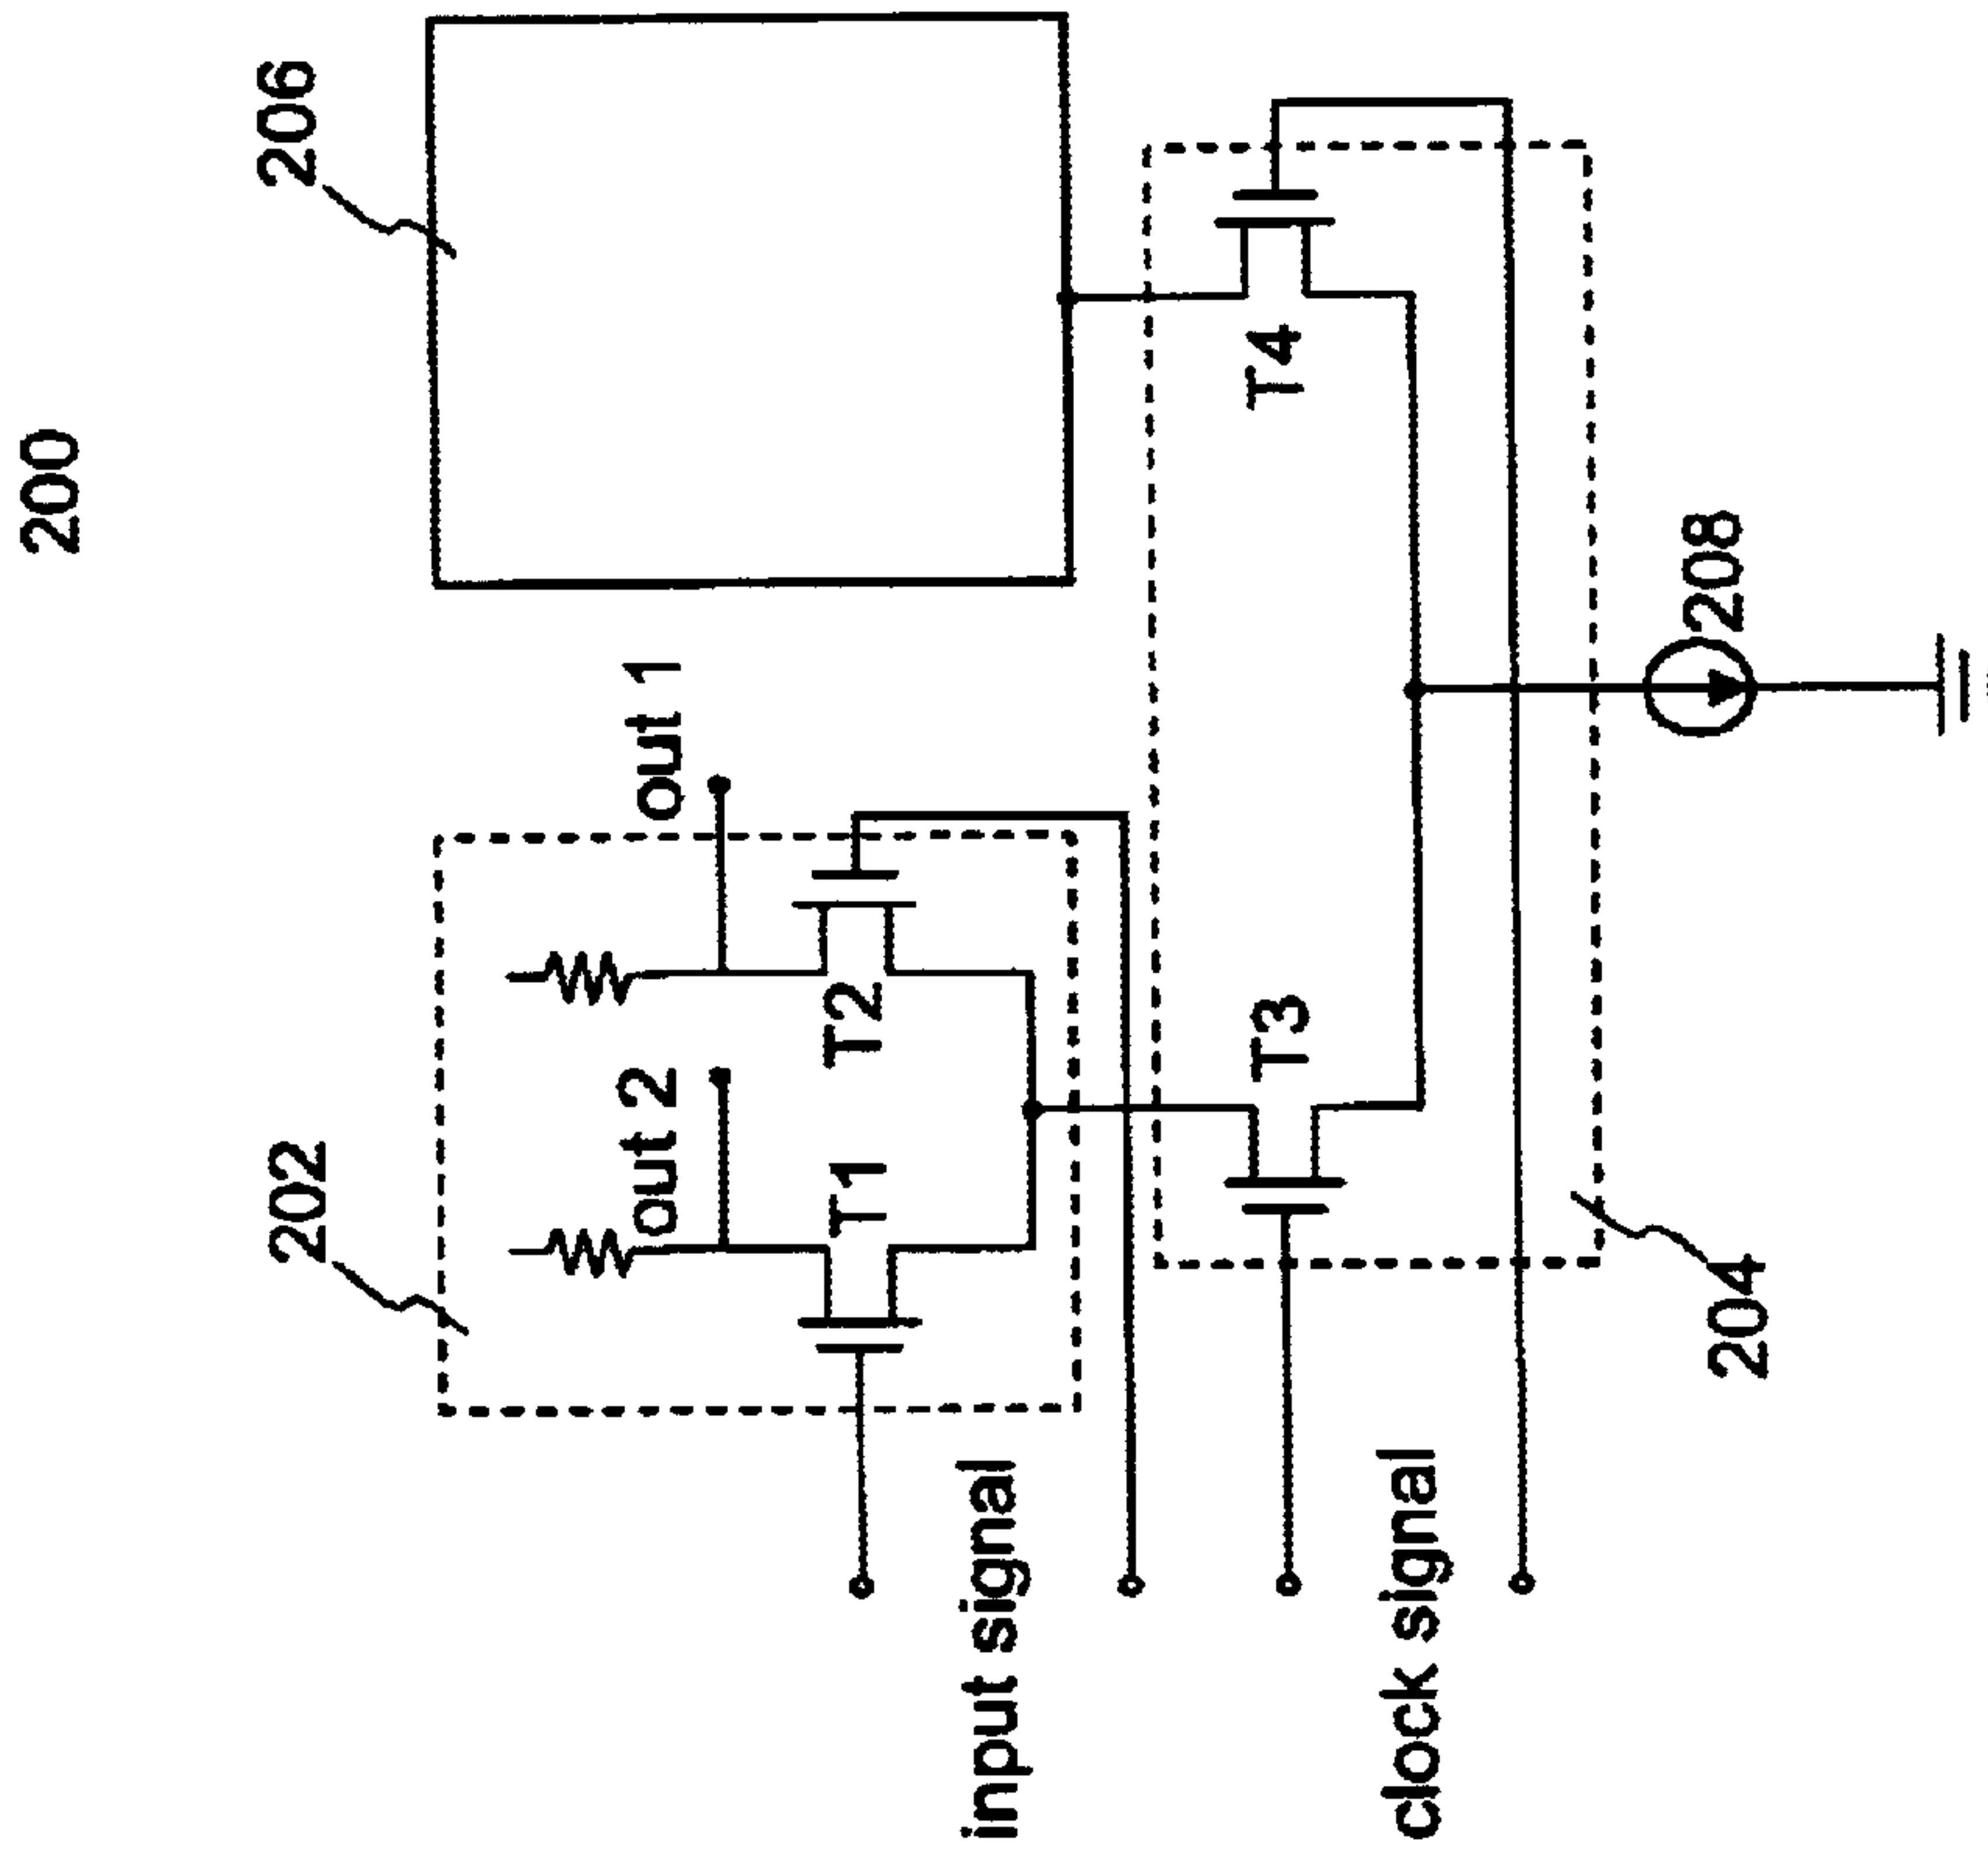 200
202
206
out 2
out 1
T1
T2
input signal
T3
T4
clock signal
204
208